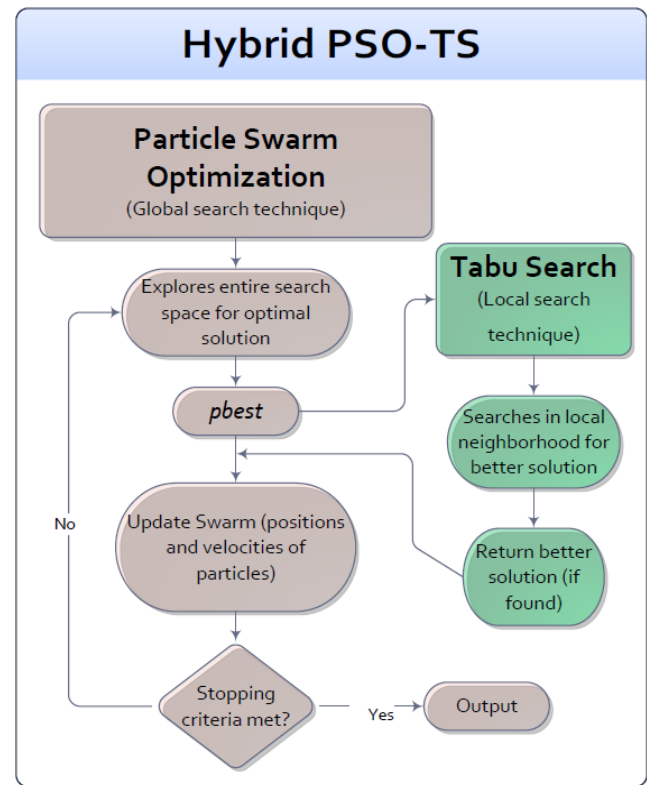 Hybrid PSO-TS
Particle Swarm
Optimization
(Global search technique)
Explores entire search
space for optimal
solution
pbest
Update Swarm (positions
and velocities of
particles)
Stopping
criteria met?
No
Yes
Output
Tabu Search
(Local search
technique)
Searches in local
neighborhood for
better solution
Return better
solution (if
found)